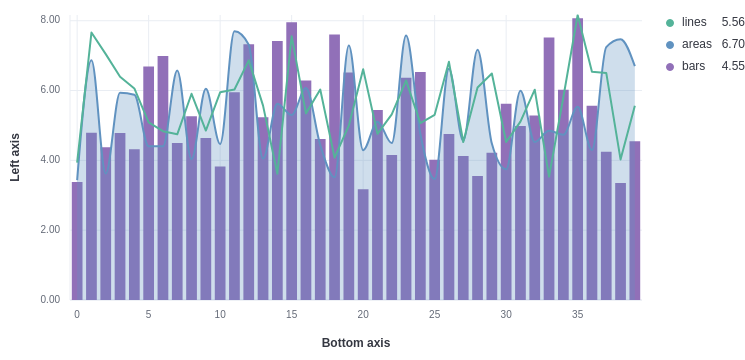 8.00
6.00
4.00
2.00
0.00
Left axis
0 5 10 15 20 25 30 35
Bottom axis
lines 5.56
areas 6.70
bars 4.55